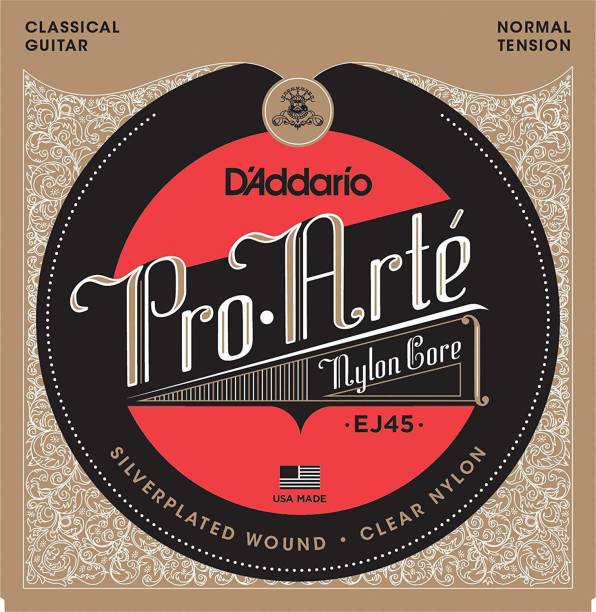 CLASSICAL
GUITAR
NORMAL
TENSION
D'Addario
Pro·Arté
Nylon Core
·EJ45·
USA MADE
SILVERPLATED WOUND · CLEAR NYLON